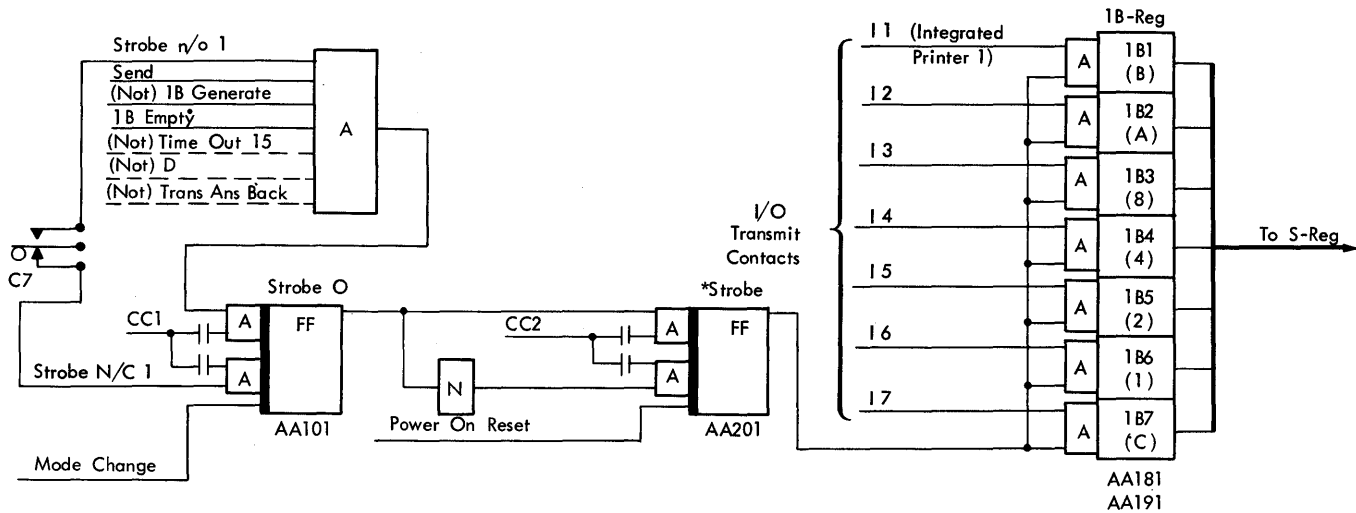 Strobe n/o 1
Send
(Not) 1B Generate
1B Empty
(Not) Time Out 15
(Not) D
(Not) Trans Ans Back
A
O
C7
Strobe O
CC1
A
FF
A
Strobe N/C 1
AA101
Mode Change
N
Power On Reset
*Strobe
CC2
A
FF
A
AA201
I/O
Transmit
Contacts
I1 (Integrated
Printer 1)
I2
I3
I4
I5
I6
I7
1B-Reg
A 1B1
(B)
A 1B2
(A)
A 1B3
(8)
A 1B4
(4)
A 1B5
(2)
A 1B6
(1)
A 1B7
(C)
AA181
AA191
To S-Reg